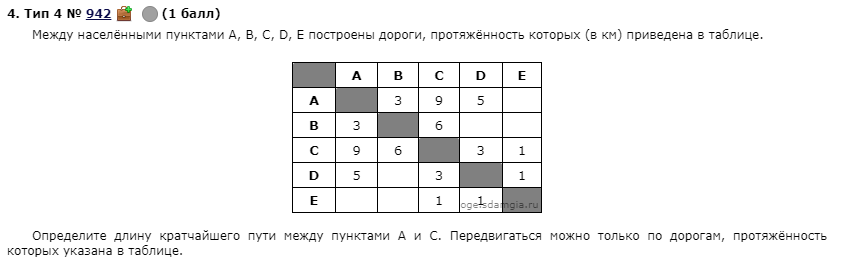 4. Тип 4 № 942 (1 балл)
Между населёнными пунктами A, B, C, D, E построены дороги, протяжённость которых (в км) приведена в таблице.
A B C D E
A 3 9 5
B 3 6
C 9 6 3 1
D 5 3 1
E 1 1
ogeisdamgia.ru
Определите длину кратчайшего пути между пунктами A и C. Передвигаться можно только по дорогам, протяжённость
которых указана в таблице.